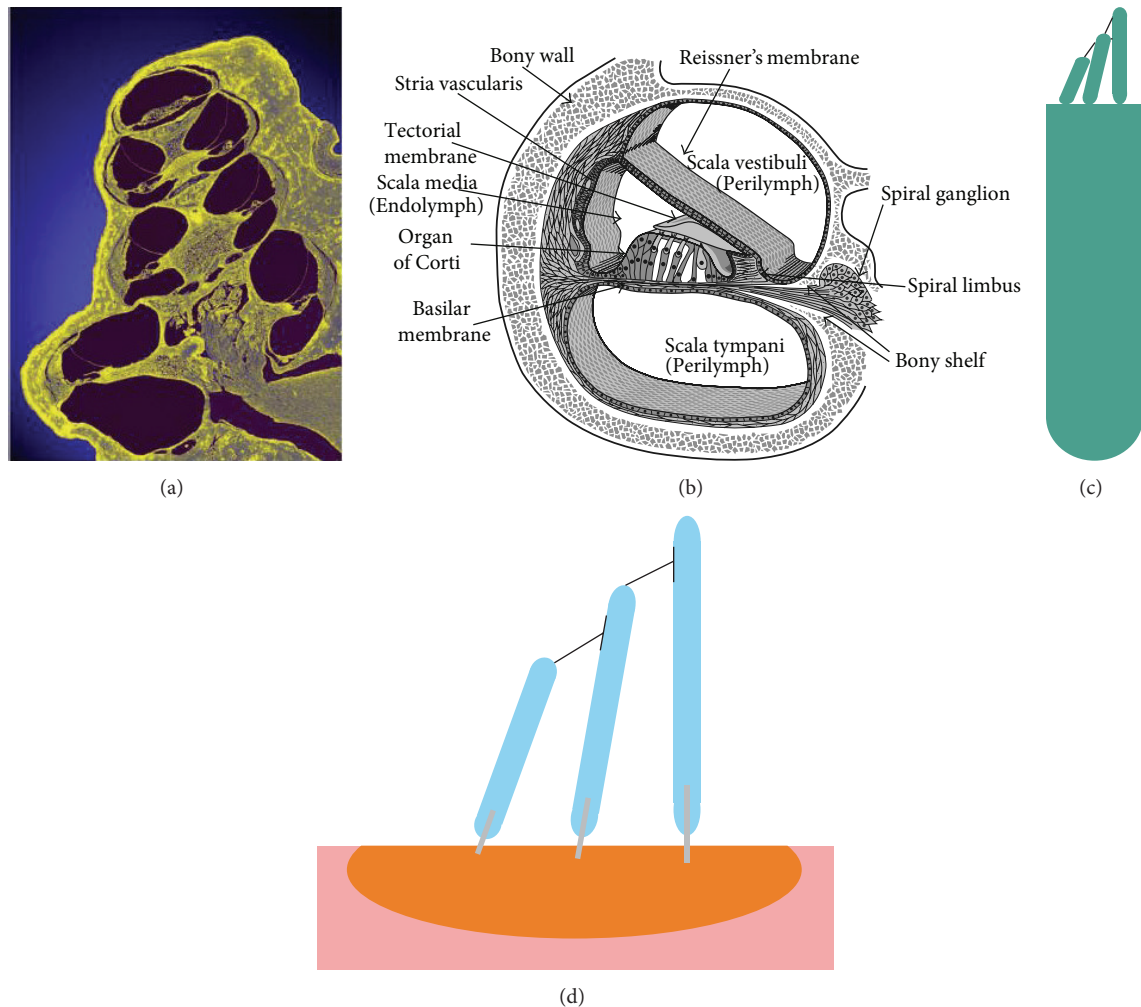 Bony wall
Stria vascularis
Tectorial
membrane
Scala media
(Endolymph)
Organ
of Corti
Basilar
membrane
Reissner's membrane
Scala vestibuli
(Perilymph)
Spiral ganglion
Spiral limbus
Scala tympani
(Perilymph)
Bony shelf
(a)
(b)
(c)
(d)